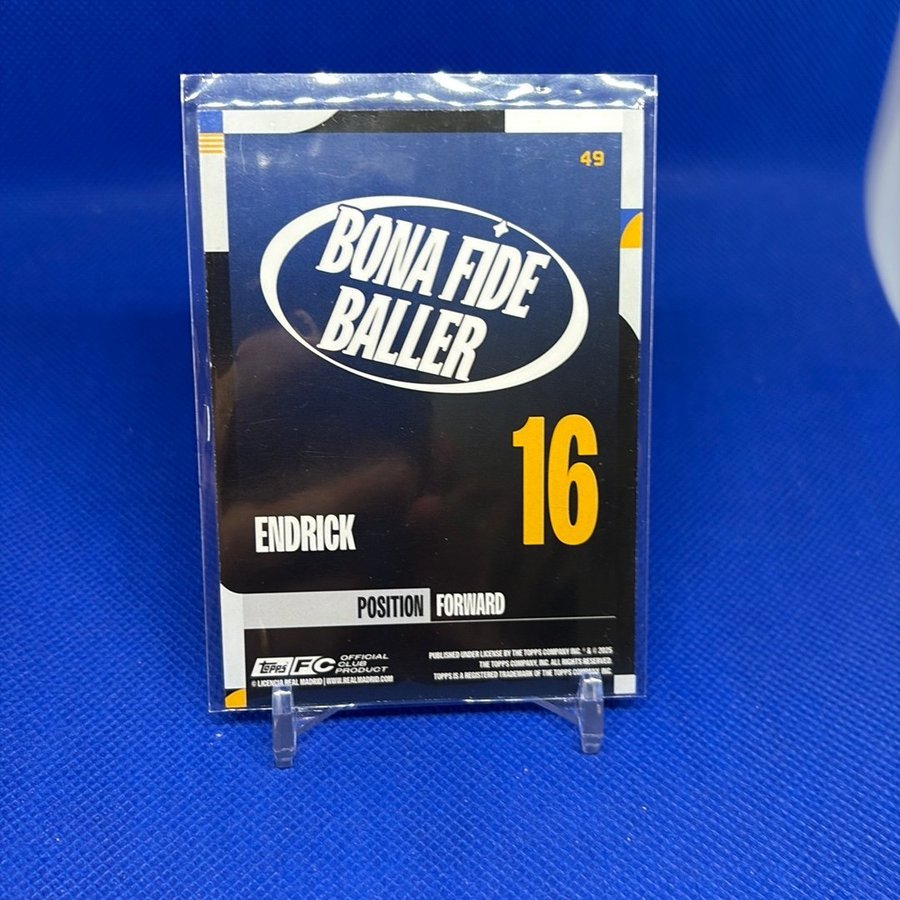 49
BONA FIDE
BALLER
16
ENDRICK
POSITION FORWARD
topps FC OFFICIAL CLUB PRODUCT
© LICENCIA REAL MADRID | WWW.REALMADRID.COM
PUBLISHED UNDER LICENSE BY THE TOPPS COMPANY INC. ® & © 2025
THE TOPPS COMPANY, INC. ALL RIGHTS RESERVED.
TOPPS IS A REGISTERED TRADEMARK OF THE TOPPS COMPANY, INC.